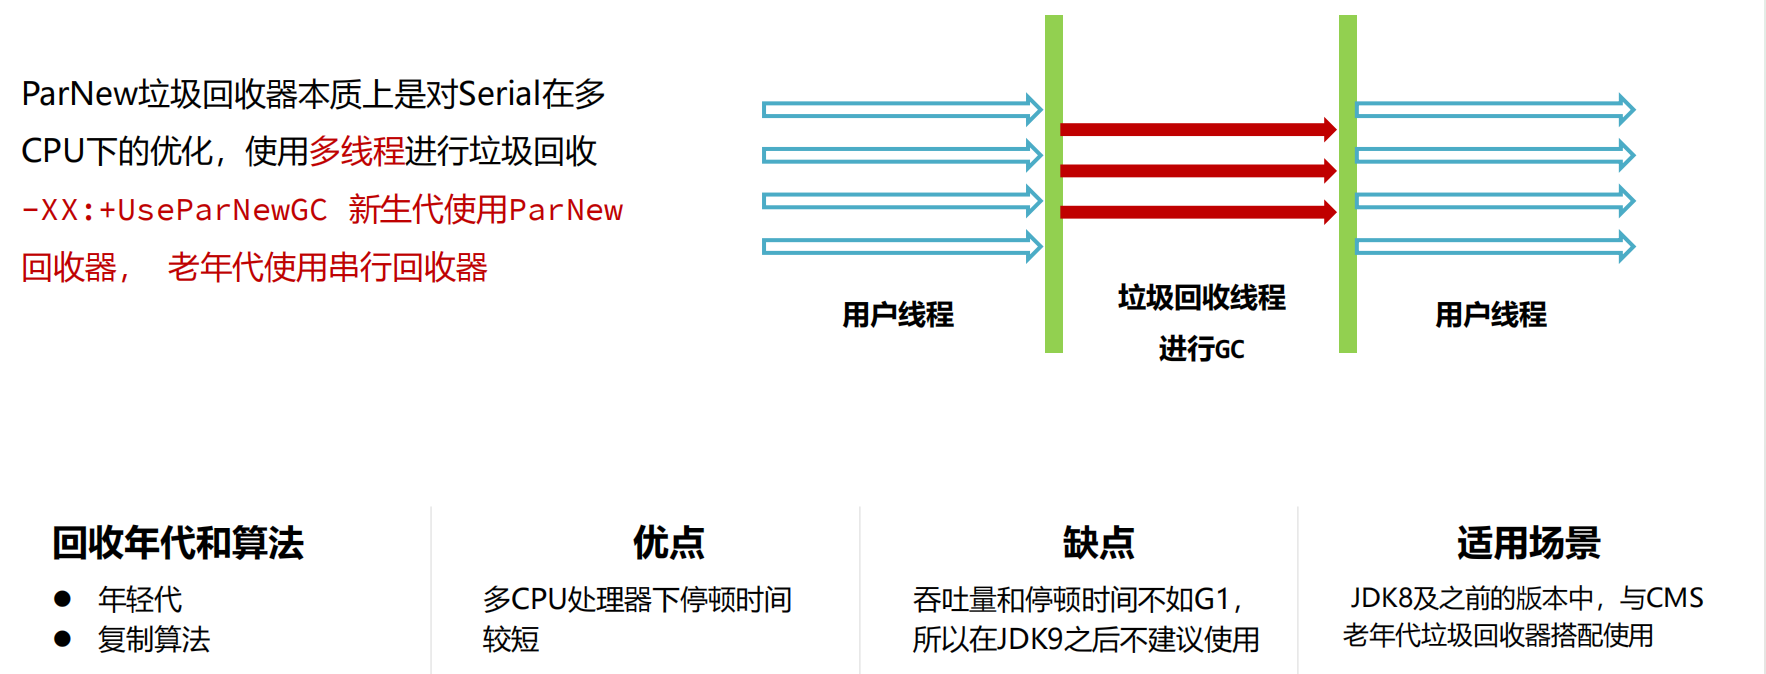 ParNew垃圾回收器本质上是对Serial在多
CPU下的优化，使用多线程进行垃圾回收
-XX:+UseParNewGC 新生代使用ParNew
回收器， 老年代使用串行回收器
用户线程
垃圾回收线程
进行GC
用户线程
回收年代和算法
● 年轻代
● 复制算法
优点
多CPU处理器下停顿时间
较短
缺点
吞吐量和停顿时间不如G1，
所以在JDK9之后不建议使用
适用场景
JDK8及之前的版本中，与CMS
老年代垃圾回收器搭配使用